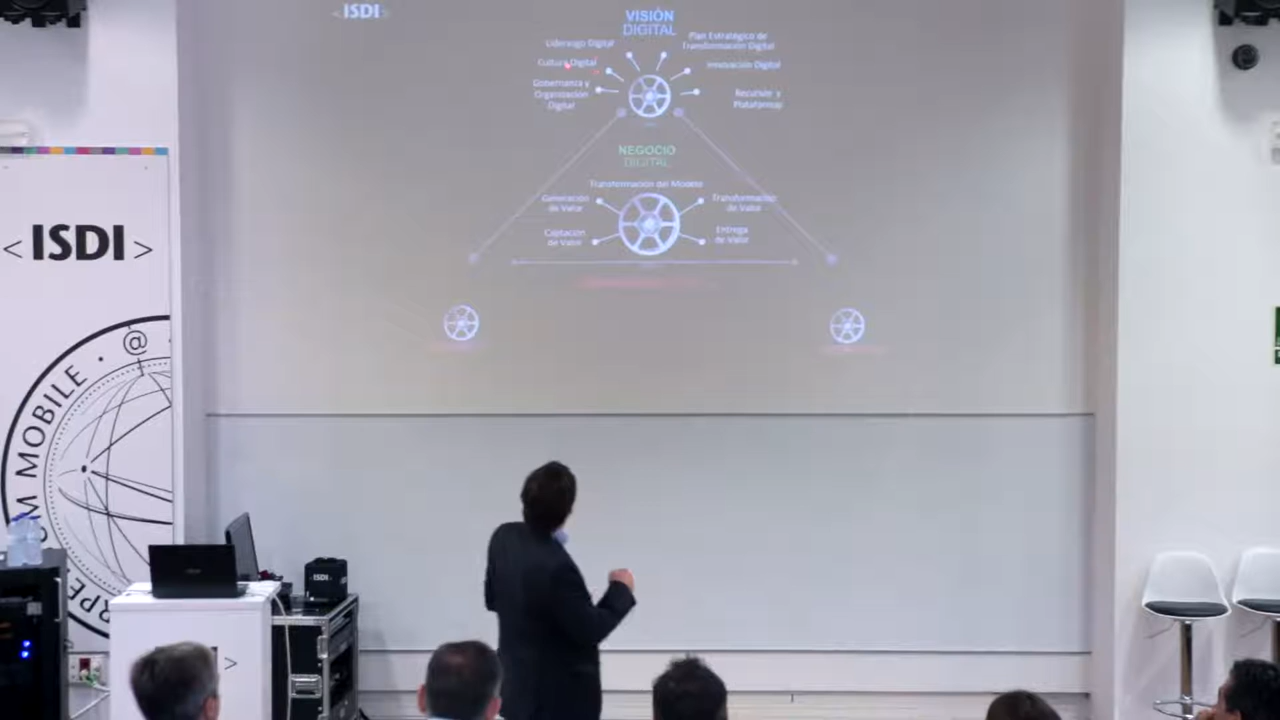 <ISDI>
VISIÓN
DIGITAL
Liderazgo Digital
Plan Estratégico de
Transformación Digital
Cultura Digital
Innovación Digital
Gobernanza y
Organización
Digital
Recursos y
Plataformas
NEGOCIO
DIGITAL
Transformación del Modelo
Generación
de Valor
Transformación
de Valor
Captación
de Valor
Entrega
de Valor
<ISDI>
@
MOBILE
ISDI
>